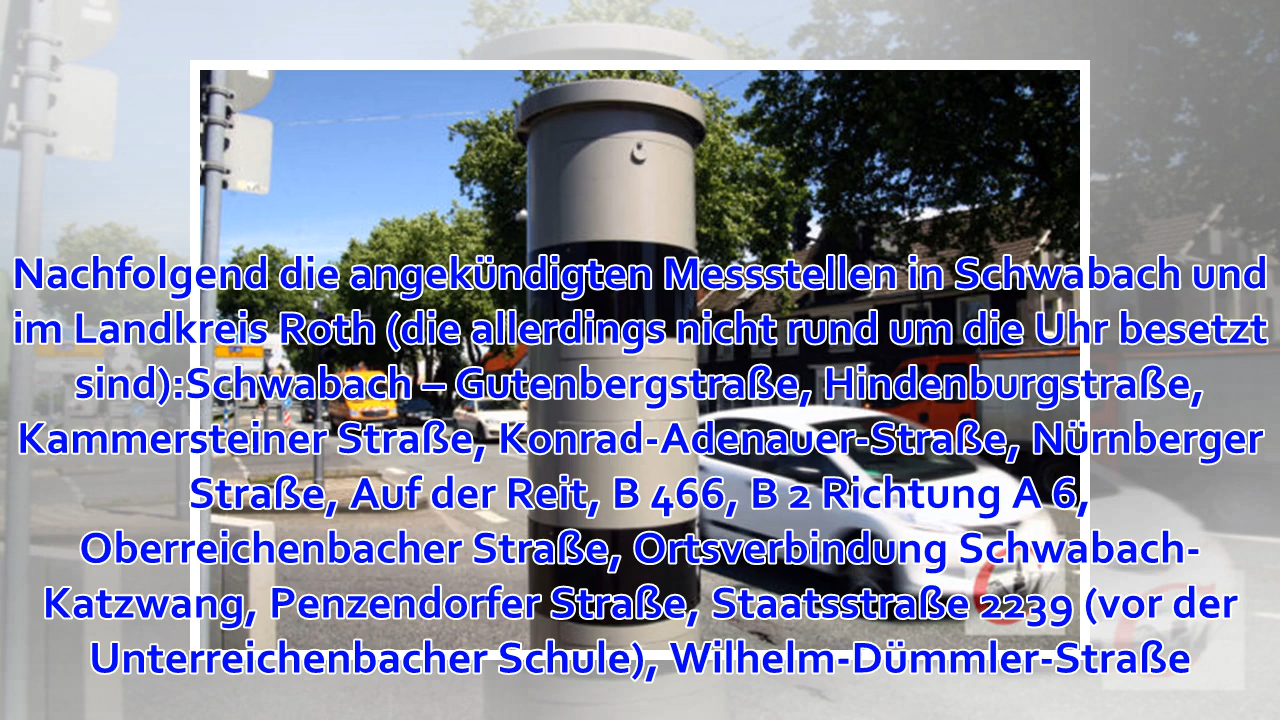 Nachfolgend die angekündigten Messstellen in Schwabach und
im Landkreis Roth (die allerdings nicht rund um die Uhr besetzt
sind):Schwabach – Gutenbergstraße, Hindenburgstraße,
Kammersteiner Straße, Konrad-Adenauer-Straße, Nürnberger
Straße, Auf der Reit, B 466, B 2 Richtung A 6,
Oberreichenbacher Straße, Ortsverbindung Schwabach-
Katzwang, Penzendorfer Straße, Staatsstraße 2239 (vor der
Unterreichenbacher Schule), Wilhelm-Dümmler-Straße